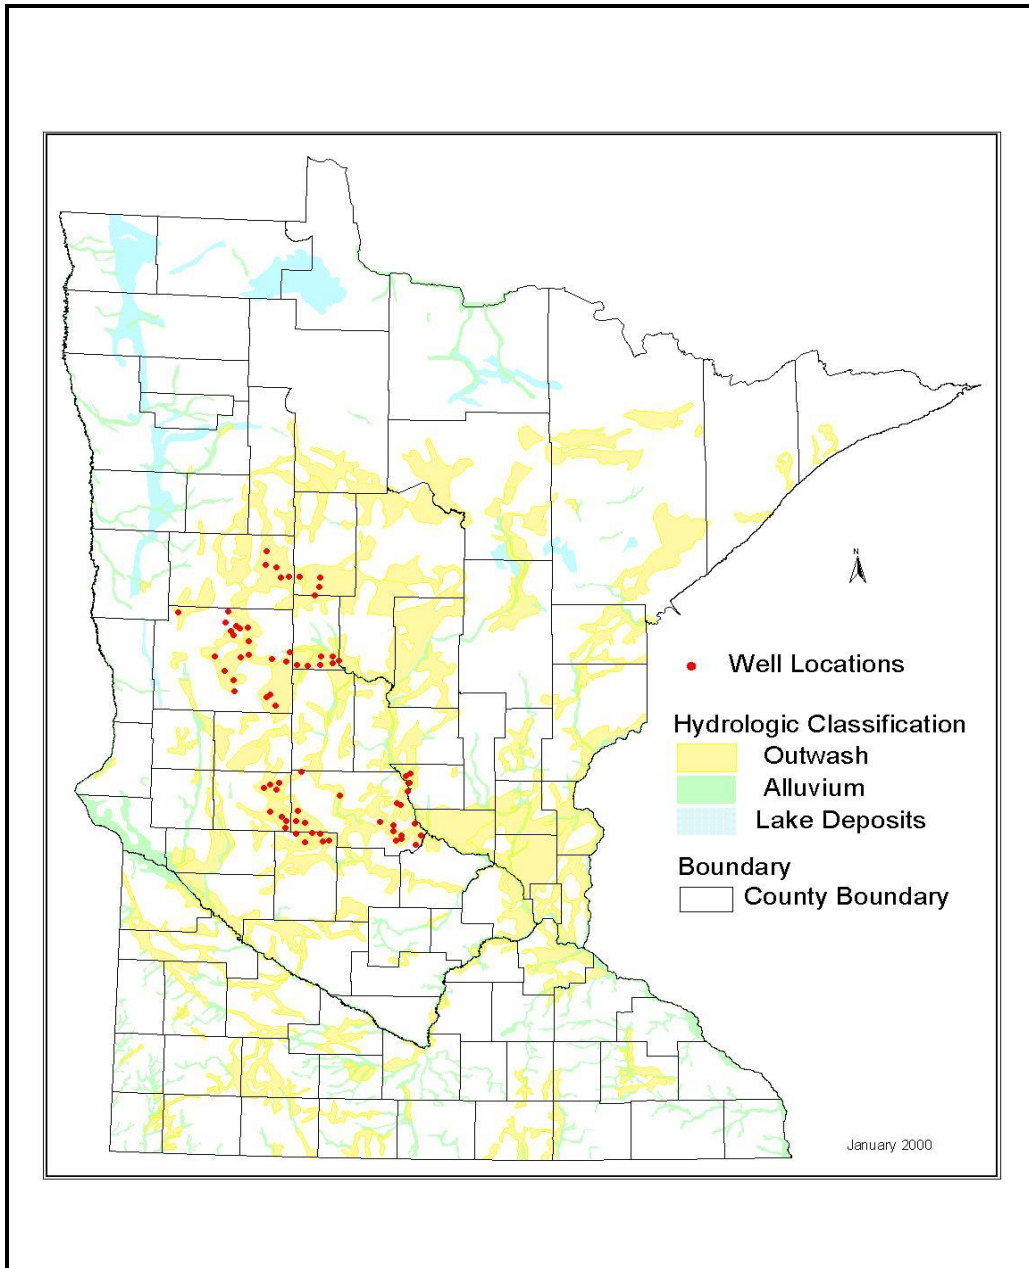 N
Well Locations
Hydrologic Classification
Outwash
Alluvium
Lake Deposits
Boundary
County Boundary
January 2000